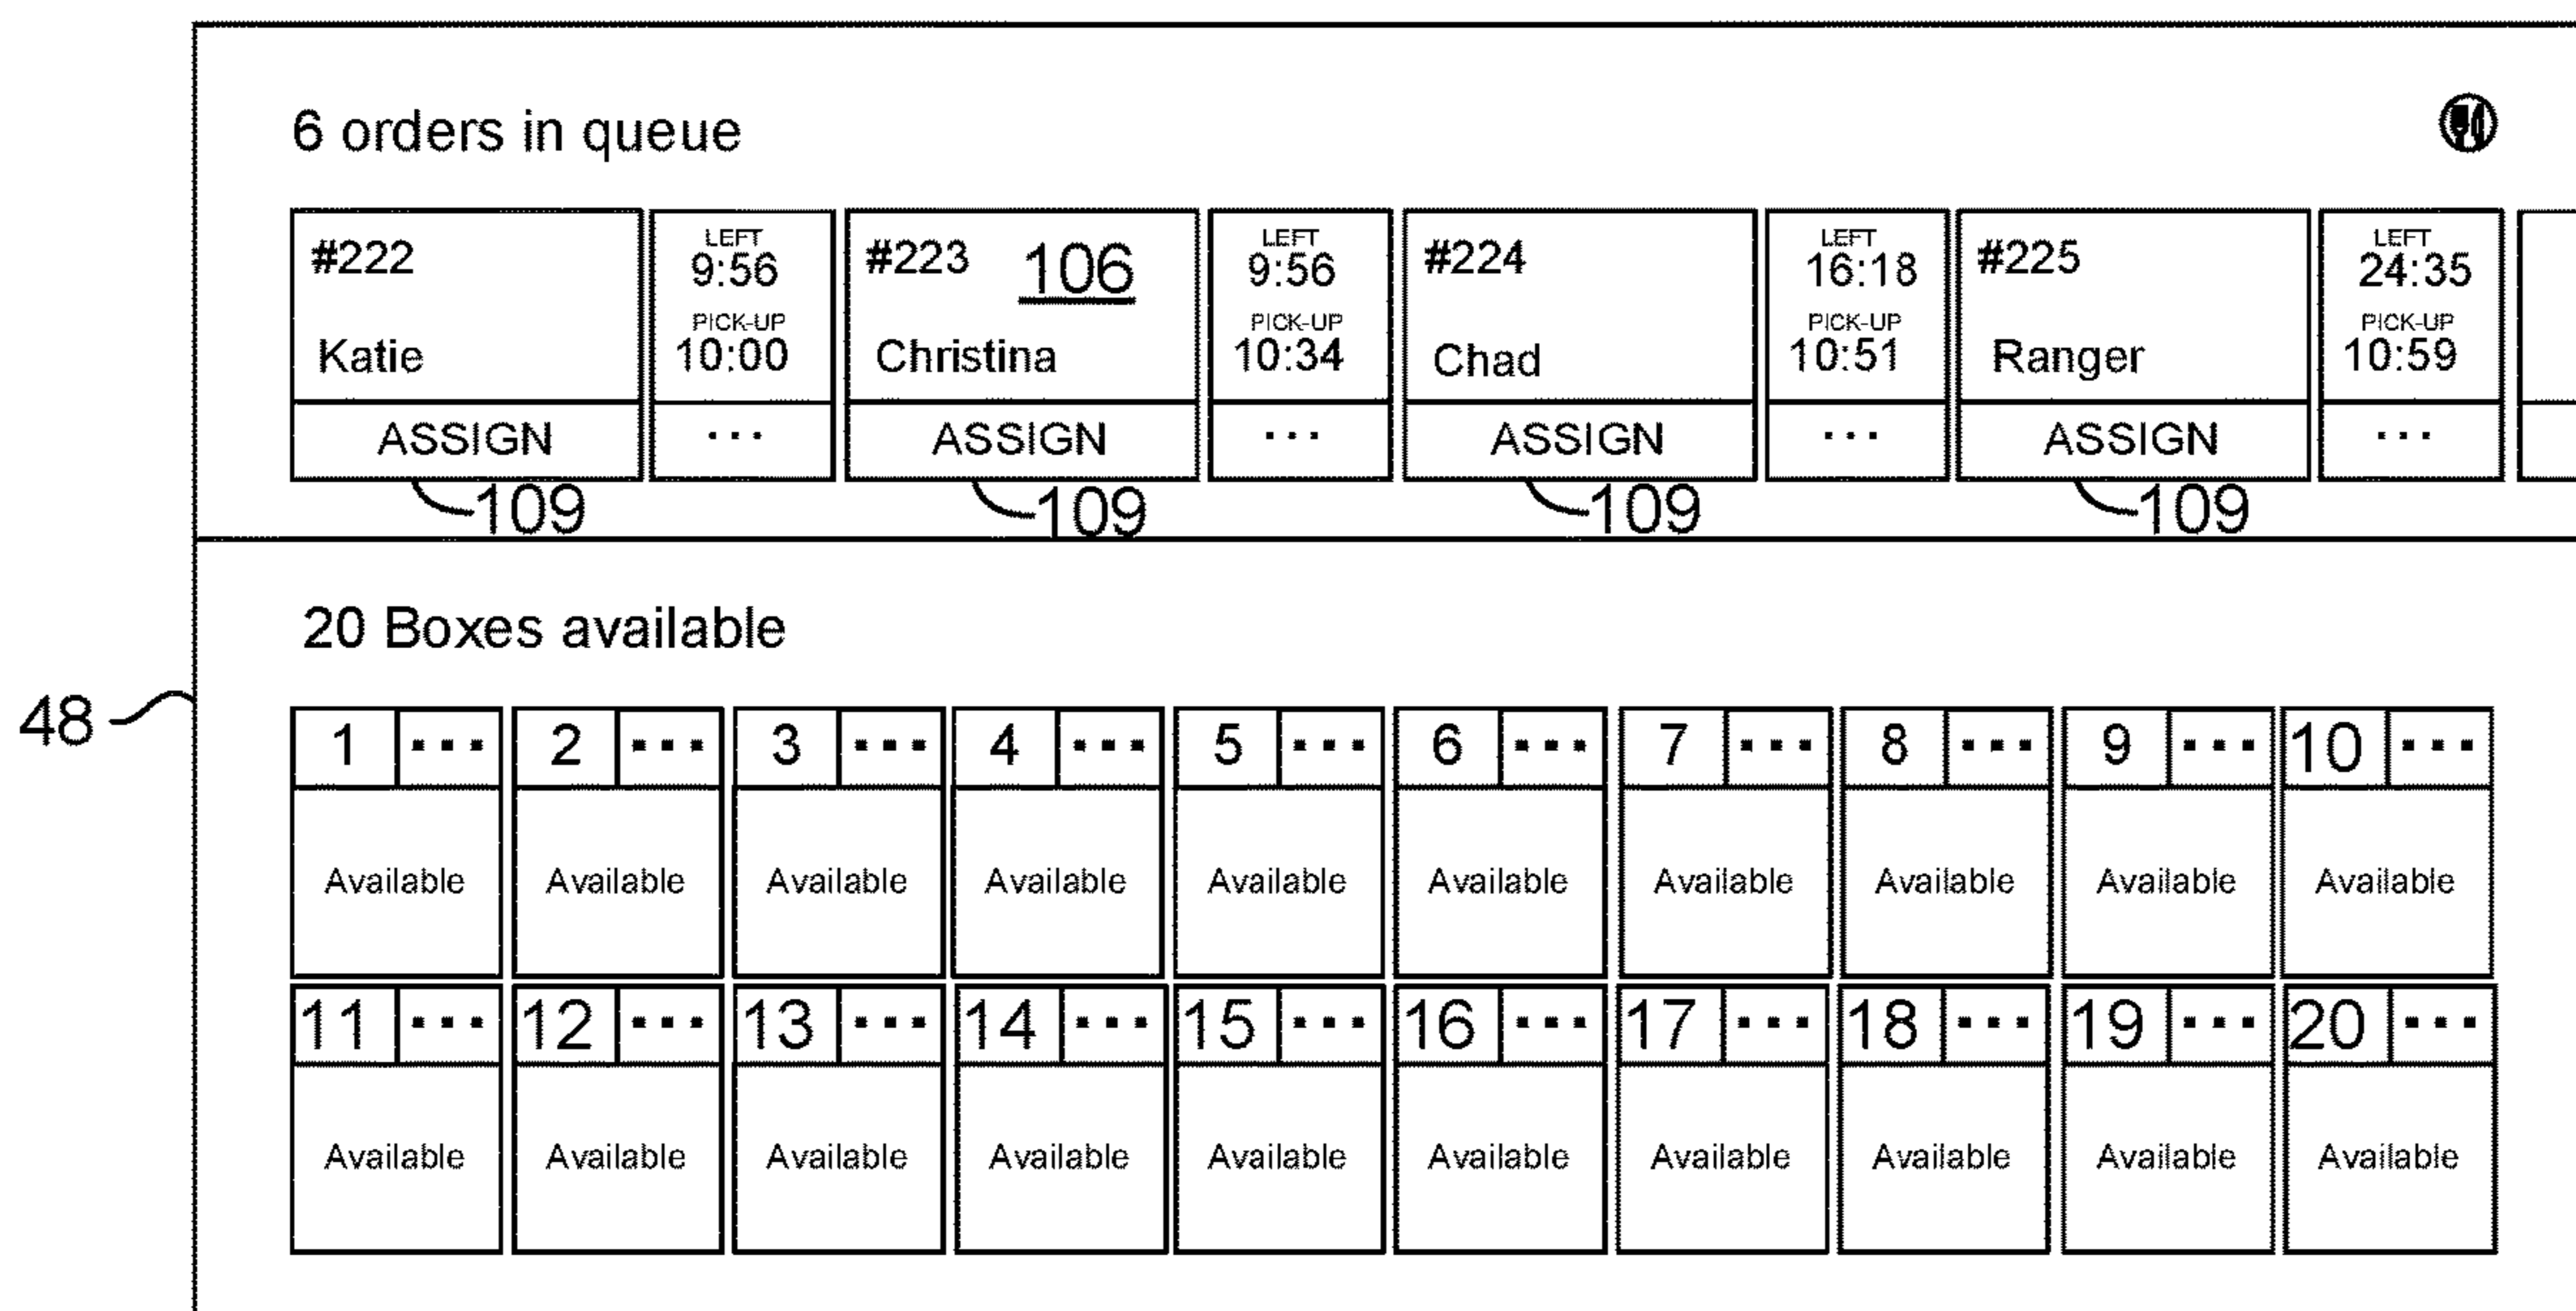 6 orders in queue
#222 LEFT 9:56 #223 106 LEFT 9:56 #224 LEFT 16:18 #225 LEFT 24:35
Katie PICK-UP 10:00 Christina PICK-UP 10:34 Chad PICK-UP 10:51 Ranger PICK-UP 10:59
ASSIGN ... ASSIGN ... ASSIGN ... ASSIGN ...
109 109 109 109
20 Boxes available
48
1 ... 2 ... 3 ... 4 ... 5 ... 6 ... 7 ... 8 ... 9 ... 10 ...
Available Available Available Available Available Available Available Available Available Available
11 ... 12 ... 13 ... 14 ... 15 ... 16 ... 17 ... 18 ... 19 ... 20 ...
Available Available Available Available Available Available Available Available Available Available